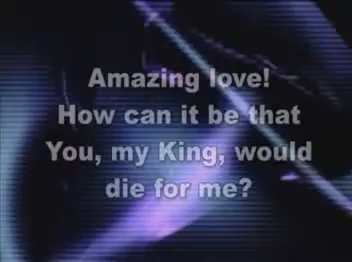 Amazing love!
How can it be that
You, my King, would
die for me?